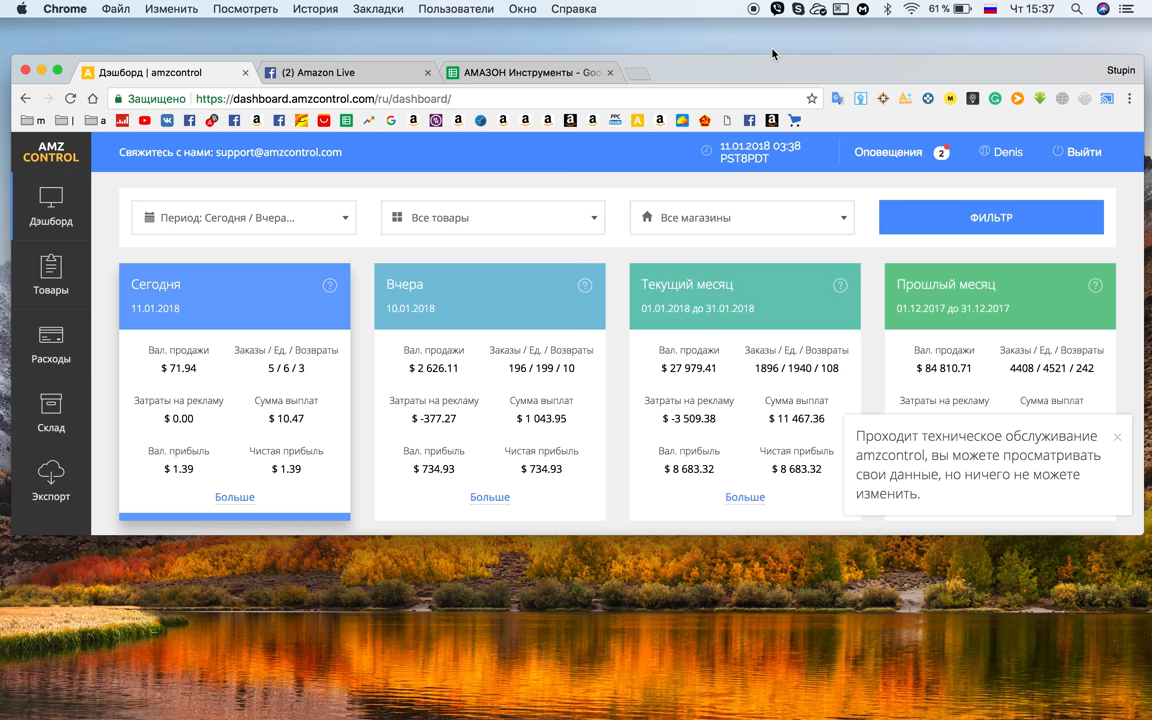 Chrome Файл Изменить Посмотреть История Закладки Пользователи Окно Справка 61 % Чт 15:37
Дэшборд | amzcontrol (2) Amazon Live АМАЗОН Инструменты - Goo Stupin
Защищено https://dashboard.amzcontrol.com/ru/dashboard/
m l a
AMZ
CONTROL
Свяжитесь с нами: support@amzcontrol.com
11.01.2018 03:38
PST8PDT
Оповещения 2 Denis Выйти
Дэшборд
Товары
Расходы
Склад
Экспорт
Период: Сегодня / Вчера... Все товары Все магазины ФИЛЬТР
Сегодня ?
11.01.2018
Вал. продажи Заказы / Ед. / Возвраты
$ 71.94 5 / 6 / 3
Затраты на рекламу Сумма выплат
$ 0.00 $ 10.47
Вал. прибыль Чистая прибыль
$ 1.39 $ 1.39
Больше
Вчера ?
10.01.2018
Вал. продажи Заказы / Ед. / Возвраты
$ 2 626.11 196 / 199 / 10
Затраты на рекламу Сумма выплат
$ -377.27 $ 1 043.95
Вал. прибыль Чистая прибыль
$ 734.93 $ 734.93
Больше
Текущий месяц ?
01.01.2018 до 31.01.2018
Вал. продажи Заказы / Ед. / Возвраты
$ 27 979.41 1896 / 1940 / 108
Затраты на рекламу Сумма выплат
$ -3 509.38 $ 11 467.36
Вал. прибыль Чистая прибыль
$ 8 683.32 $ 8 683.32
Больше
Прошлый месяц ?
01.12.2017 до 31.12.2017
Вал. продажи Заказы / Ед. / Возвраты
$ 84 810.71 4408 / 4521 / 242
Затраты на рекламу Сумма выплат
Проходит техническое обслуживание
amzcontrol, вы можете просматривать
свои данные, но ничего не можете
изменить.